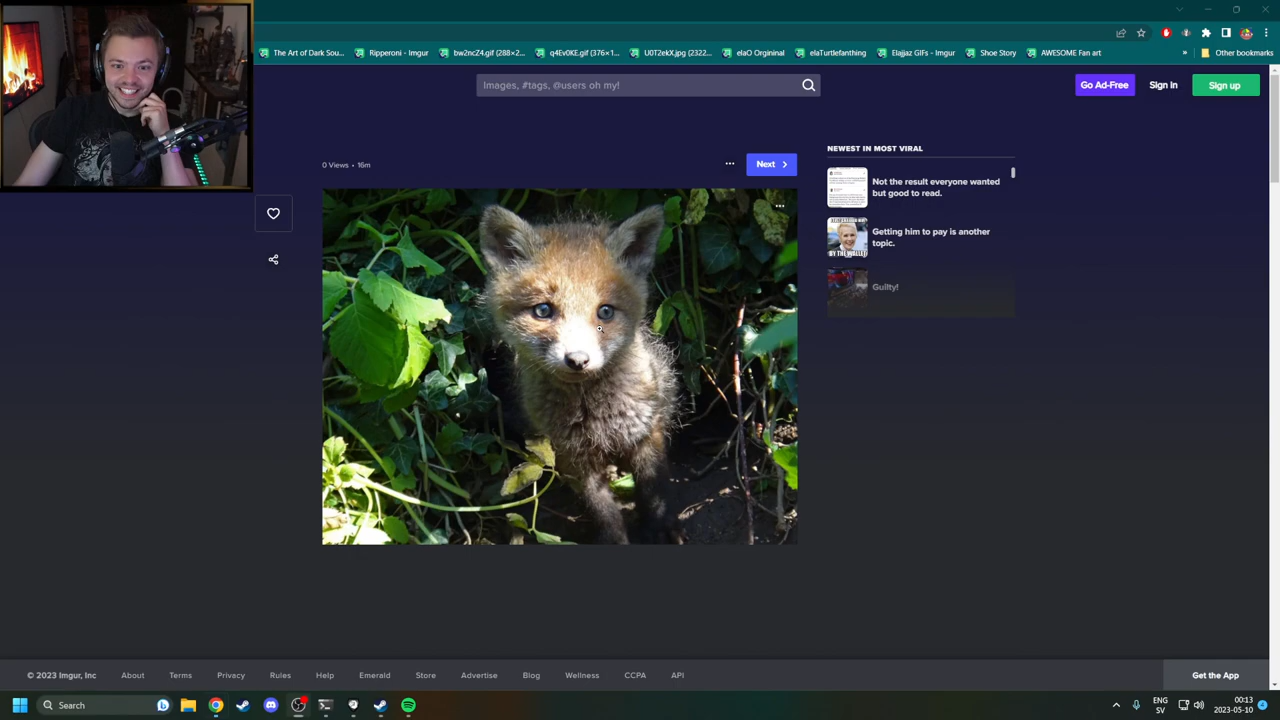 The Art of Dark Sou...
Ripperoni - Imgur
bw2ncZ4.gif (288×2...
q4Ev0KE.gif (376×1...
U0T2ekX.jpg (2322...
elaO Orgininal
elaTurtlefanthing
Elajjaz GIFs - Imgur
Shoe Story
AWESOME Fan art
»
Other bookmarks
Images, #tags, @users oh my!
Go Ad-Free
Sign in
Sign up
0 Views • 16m
Next
NEWEST IN MOST VIRAL
Not the result everyone wanted
but good to read.
Getting him to pay is another
topic.
BY THE WALLET
Guilty!
© 2023 Imgur, Inc
About
Terms
Privacy
Rules
Help
Emerald
Store
Advertise
Blog
Wellness
CCPA
API
Get the App
Search
ENG
SV
00:13
2023-05-10